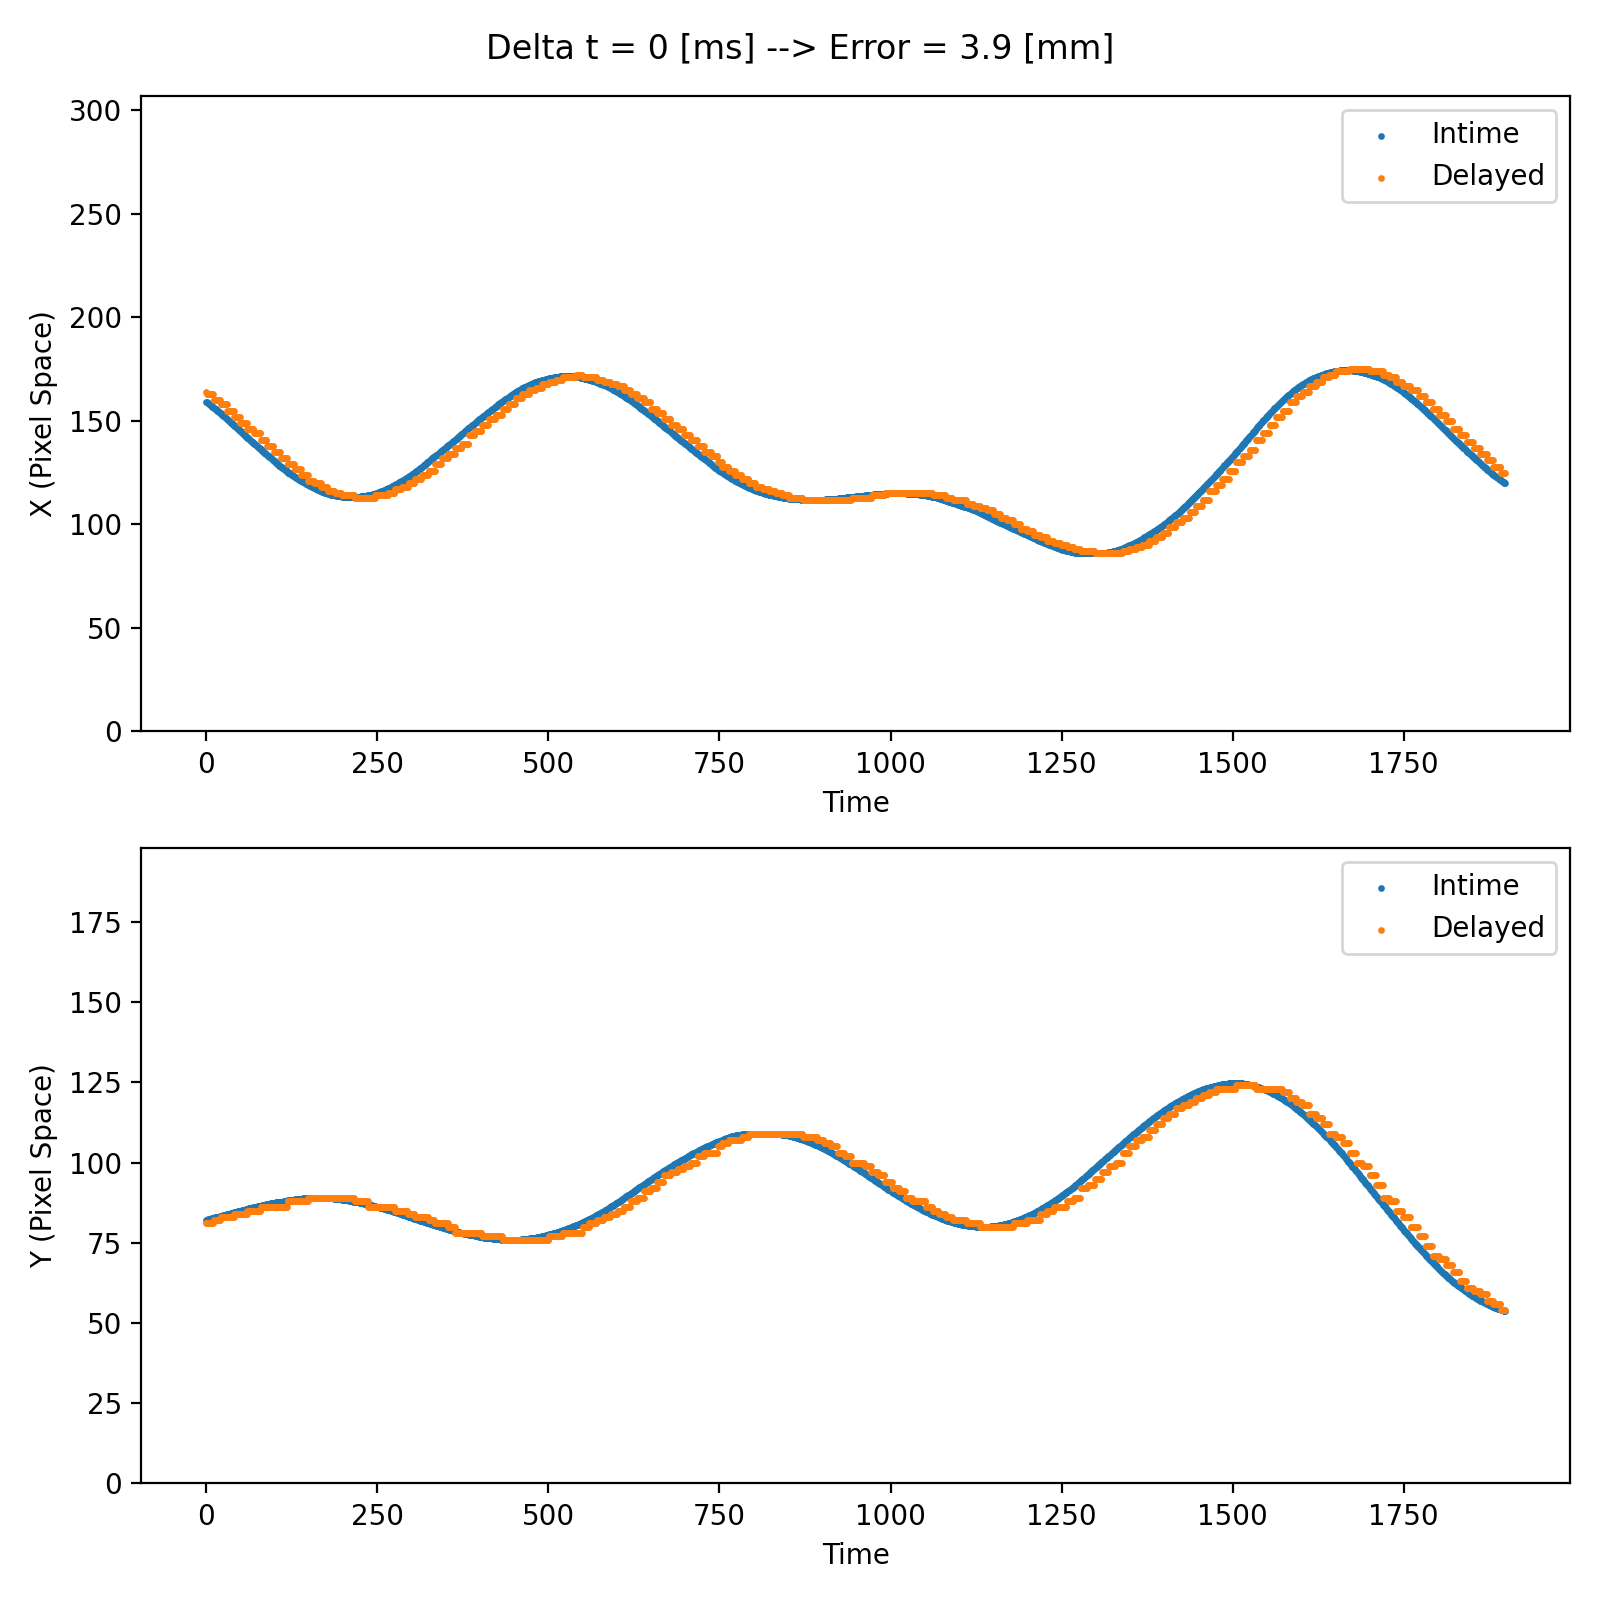 Delta t = 0 [ms] --> Error = 3.9 [mm]
300
250
200
150
100
50
0
X (Pixel Space)
Intime
Delayed
0 250 500 750 1000 1250 1500 1750
Time
175
150
125
100
75
50
25
0
Y (Pixel Space)
Intime
Delayed
0 250 500 750 1000 1250 1500 1750
Time